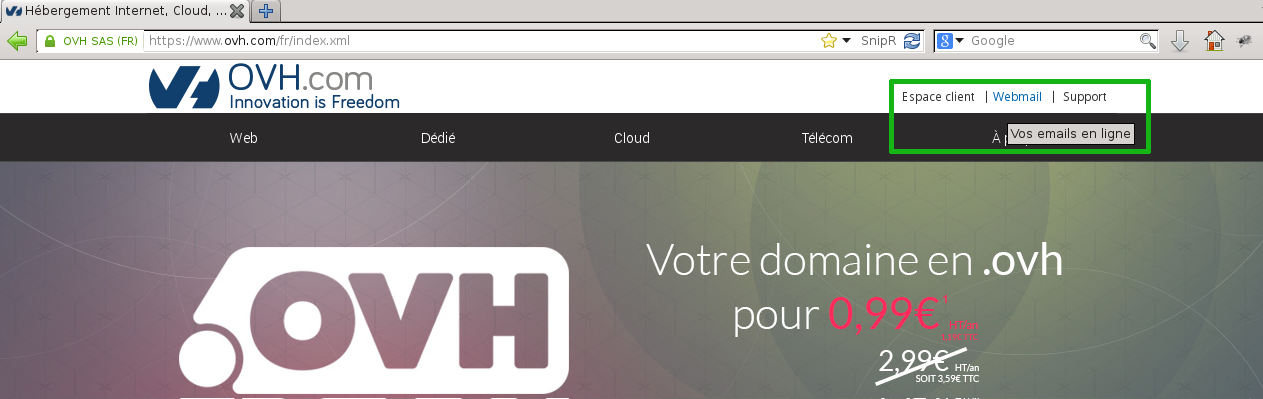 Hébergement Internet, Cloud, ...
OVH SAS (FR) https://www.ovh.com/fr/index.xml SnipR Google
OVH.com
Innovation is Freedom
Espace client | Webmail | Support
Web Dédié Cloud Télécom À
Vos emails en ligne
.OVH
Votre domaine en .ovh
pour 0,99€¹ HT/an
2,99€ HT/an
SOIT 3,59€ TTC